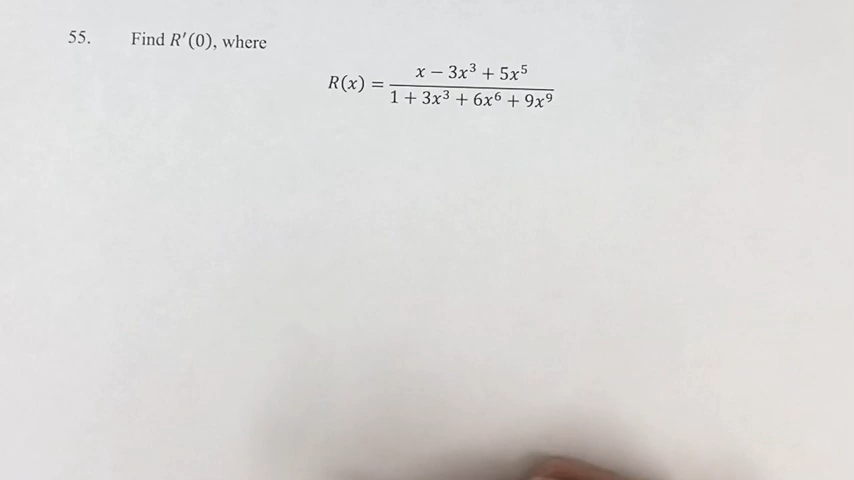 55. Find R′(0), where
R(x) = (x − 3x³ + 5x⁵) / (1 + 3x³ + 6x⁶ + 9x⁹)